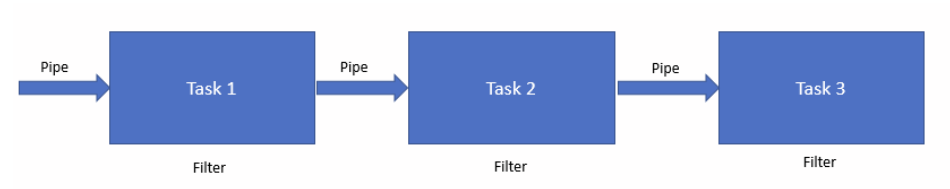 Pipe
Pipe
Pipe
Task 1
Task 2
Task 3
Filter
Filter
Filter